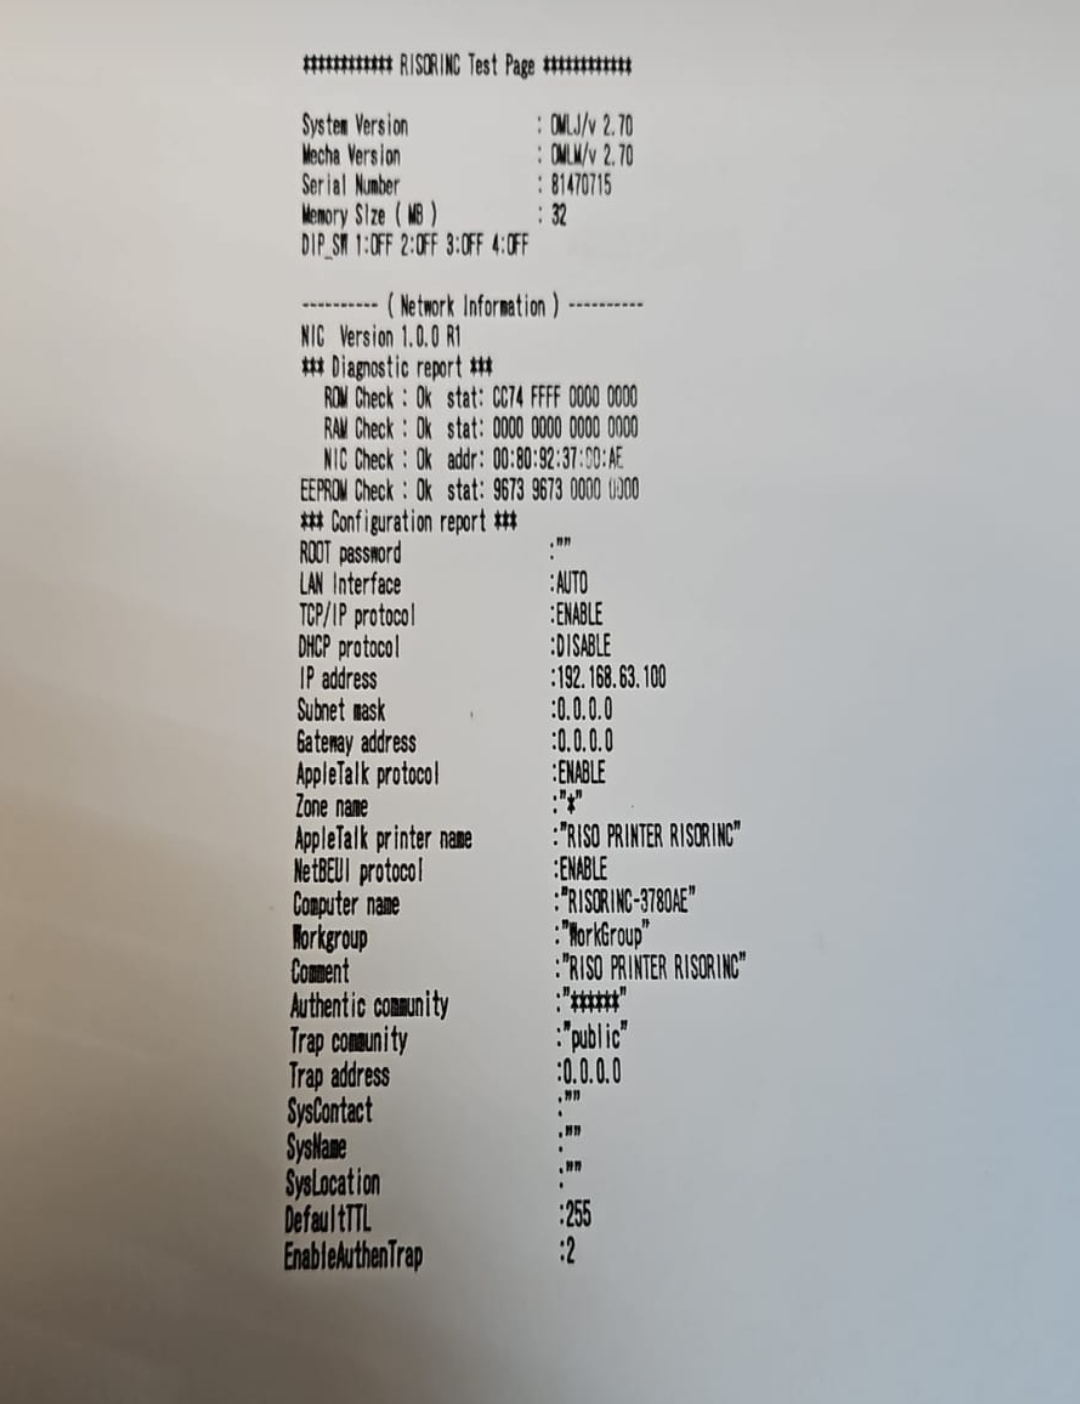 ************ RISORINC Test Page ************
System Version : OMLJ/v 2.70
Mecha Version : OMLM/v 2.70
Serial Number : 81470715
Memory SIze ( MB ) : 32
DIP_SW 1:OFF 2:OFF 3:OFF 4:OFF
---------- ( Network Information ) ----------
NIC Version 1.0.0 R1
*** Diagnostic report ***
ROM Check : Ok stat: CC74 FFFF 0000 0000
RAM Check : Ok stat: 0000 0000 0000 0000
NIC Check : Ok addr: 00:80:92:37:80:AE
EEPROM Check : Ok stat: 9673 9673 0000 0000
*** Configuration report ***
ROOT password :""
LAN Interface :AUTO
TCP/IP protocol :ENABLE
DHCP protocol :DISABLE
IP address :192.168.63.100
Subnet mask :0.0.0.0
Gateway address :0.0.0.0
AppleTalk protocol :ENABLE
Zone name :"*"
AppleTalk printer name :"RISO PRINTER RISORINC"
NetBEUI protocol :ENABLE
Computer name :"RISORINC-3780AE"
Workgroup :"WorkGroup"
Comment :"RISO PRINTER RISORINC"
Authentic community :"******"
Trap community :"public"
Trap address :0.0.0.0
SysContact :""
SysName :""
SysLocation :""
DefaultTTL :255
EnableAuthenTrap :2